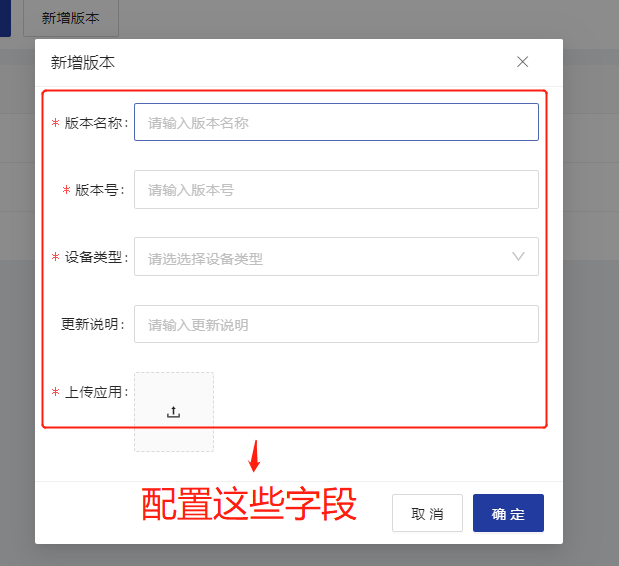 新增版本
新增版本
* 版本名称: 请输入版本名称
* 版本号: 请输入版本号
* 设备类型: 请选选择设备类型
更新说明: 请输入更新说明
* 上传应用:
配置这些字段
取 消 确 定